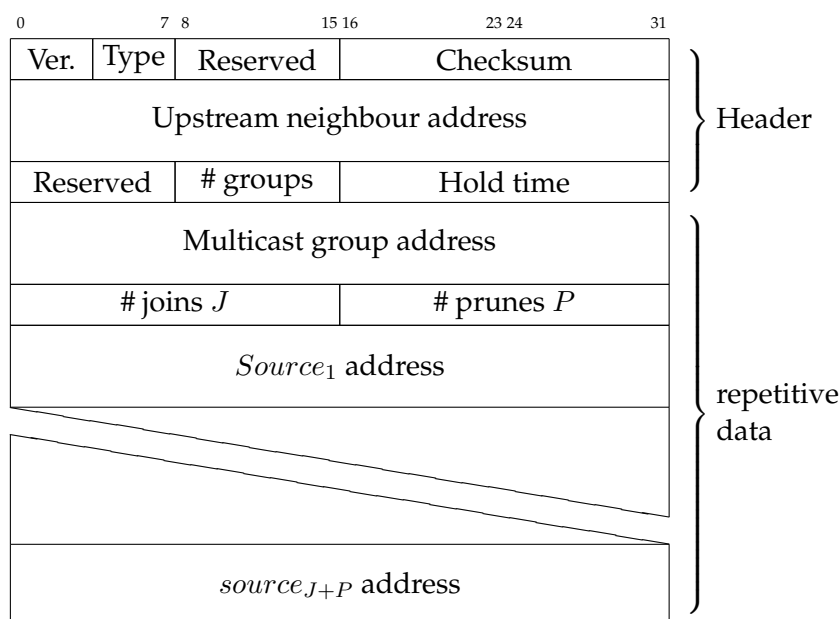 0 7 8 15 16 23 24 31
Ver. Type Reserved Checksum
Upstream neighbour address
Header
Reserved # groups Hold time
Multicast group address
# joins J # prunes P
Source1 address
repetitive
data
sourceJ+P address